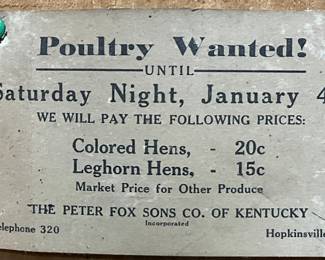 Poultry Wanted!
UNTIL
Saturday Night, January 4
WE WILL PAY THE FOLLOWING PRICES:
Colored Hens, - 20c
Leghorn Hens, - 15c
Market Price for Other Produce
THE PETER FOX SONS CO. OF KENTUCKY
Incorporated
Telephone 320 Hopkinsville